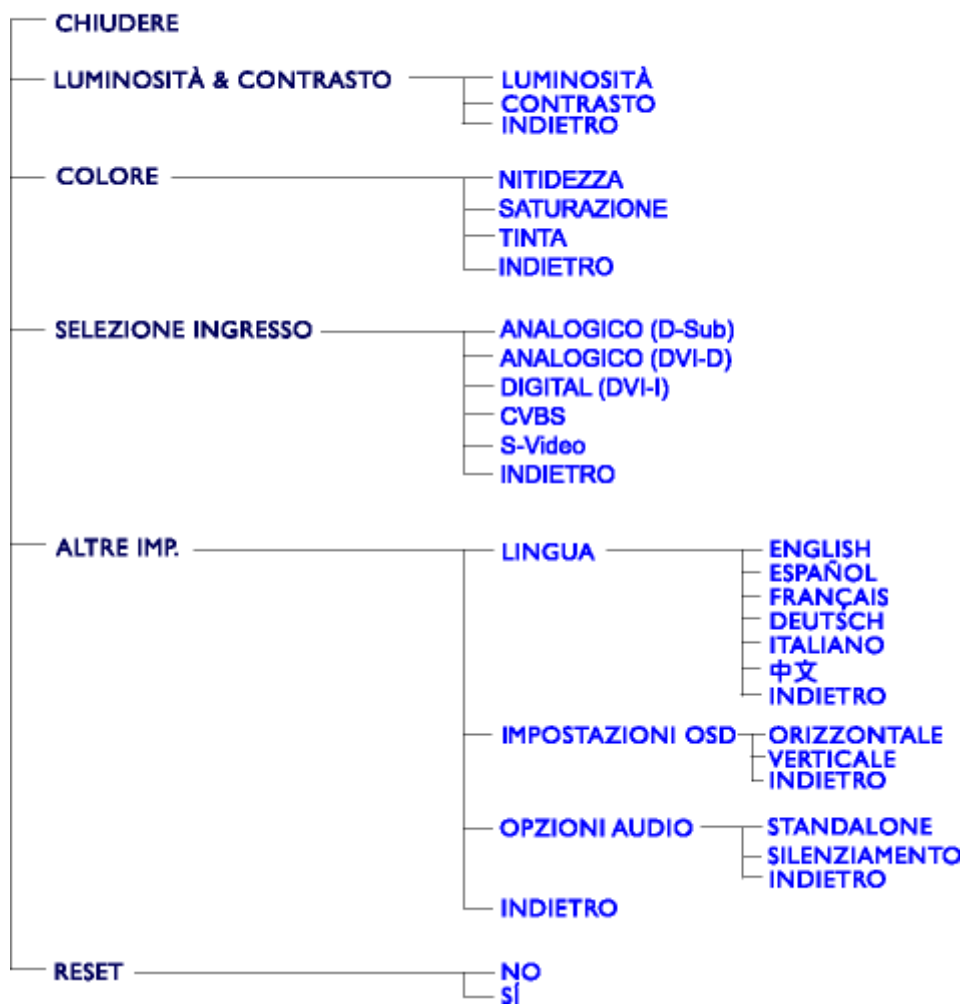 CHIUDERE
LUMINOSITÀ & CONTRASTO
LUMINOSITÀ
CONTRASTO
INDIETRO
COLORE
NITIDEZZA
SATURAZIONE
TINTA
INDIETRO
SELEZIONE INGRESSO
ANALOGICO (D-Sub)
ANALOGICO (DVI-D)
DIGITAL (DVI-I)
CVBS
S-Video
INDIETRO
ALTRE IMP.
LINGUA
ENGLISH
ESPAÑOL
FRANÇAIS
DEUTSCH
ITALIANO
中文
INDIETRO
IMPOSTAZIONI OSD
ORIZZONTALE
VERTICALE
INDIETRO
OPZIONI AUDIO
STANDALONE
SILENZIAMENTO
INDIETRO
INDIETRO
RESET
NO
SÍ